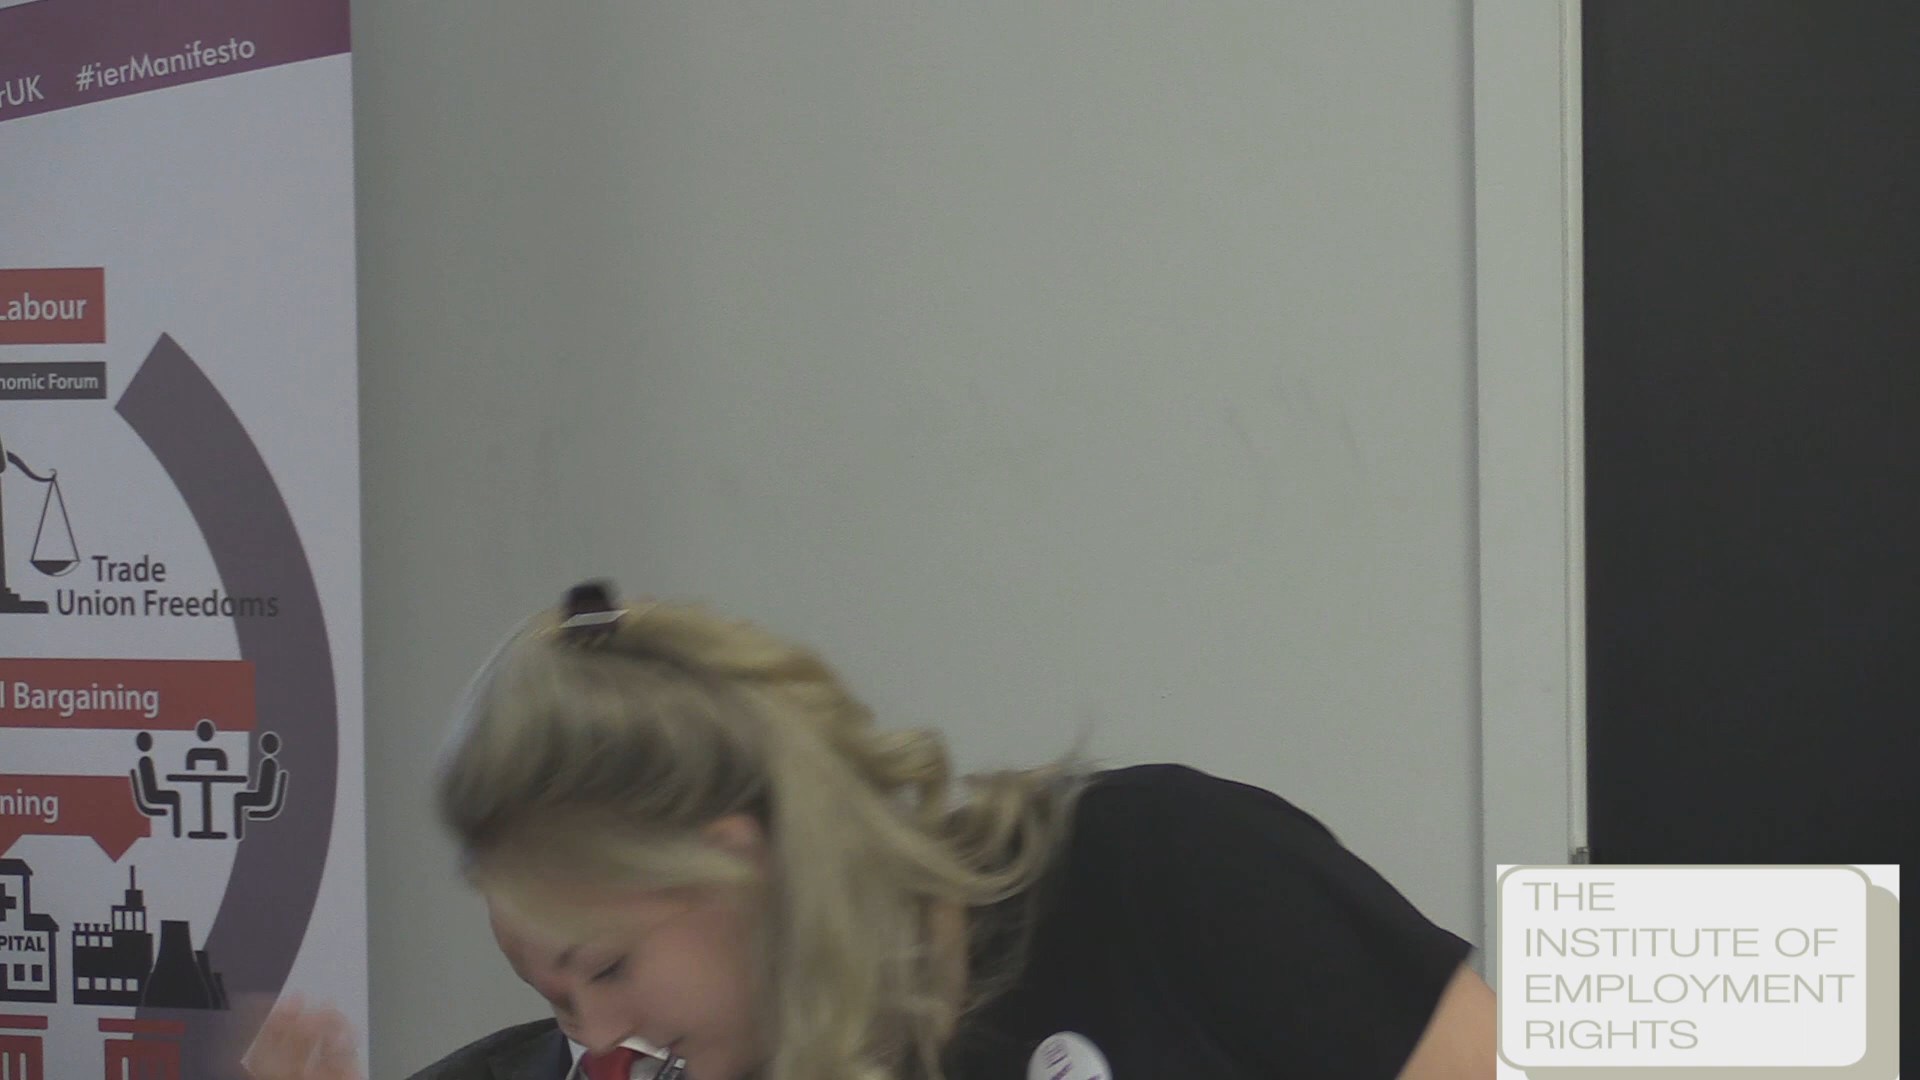 rUK #ierManifesto
Labour
nomic Forum
Trade
Union Freedoms
l Bargaining
ning
PITAL
THE
INSTITUTE OF
EMPLOYMENT
RIGHTS